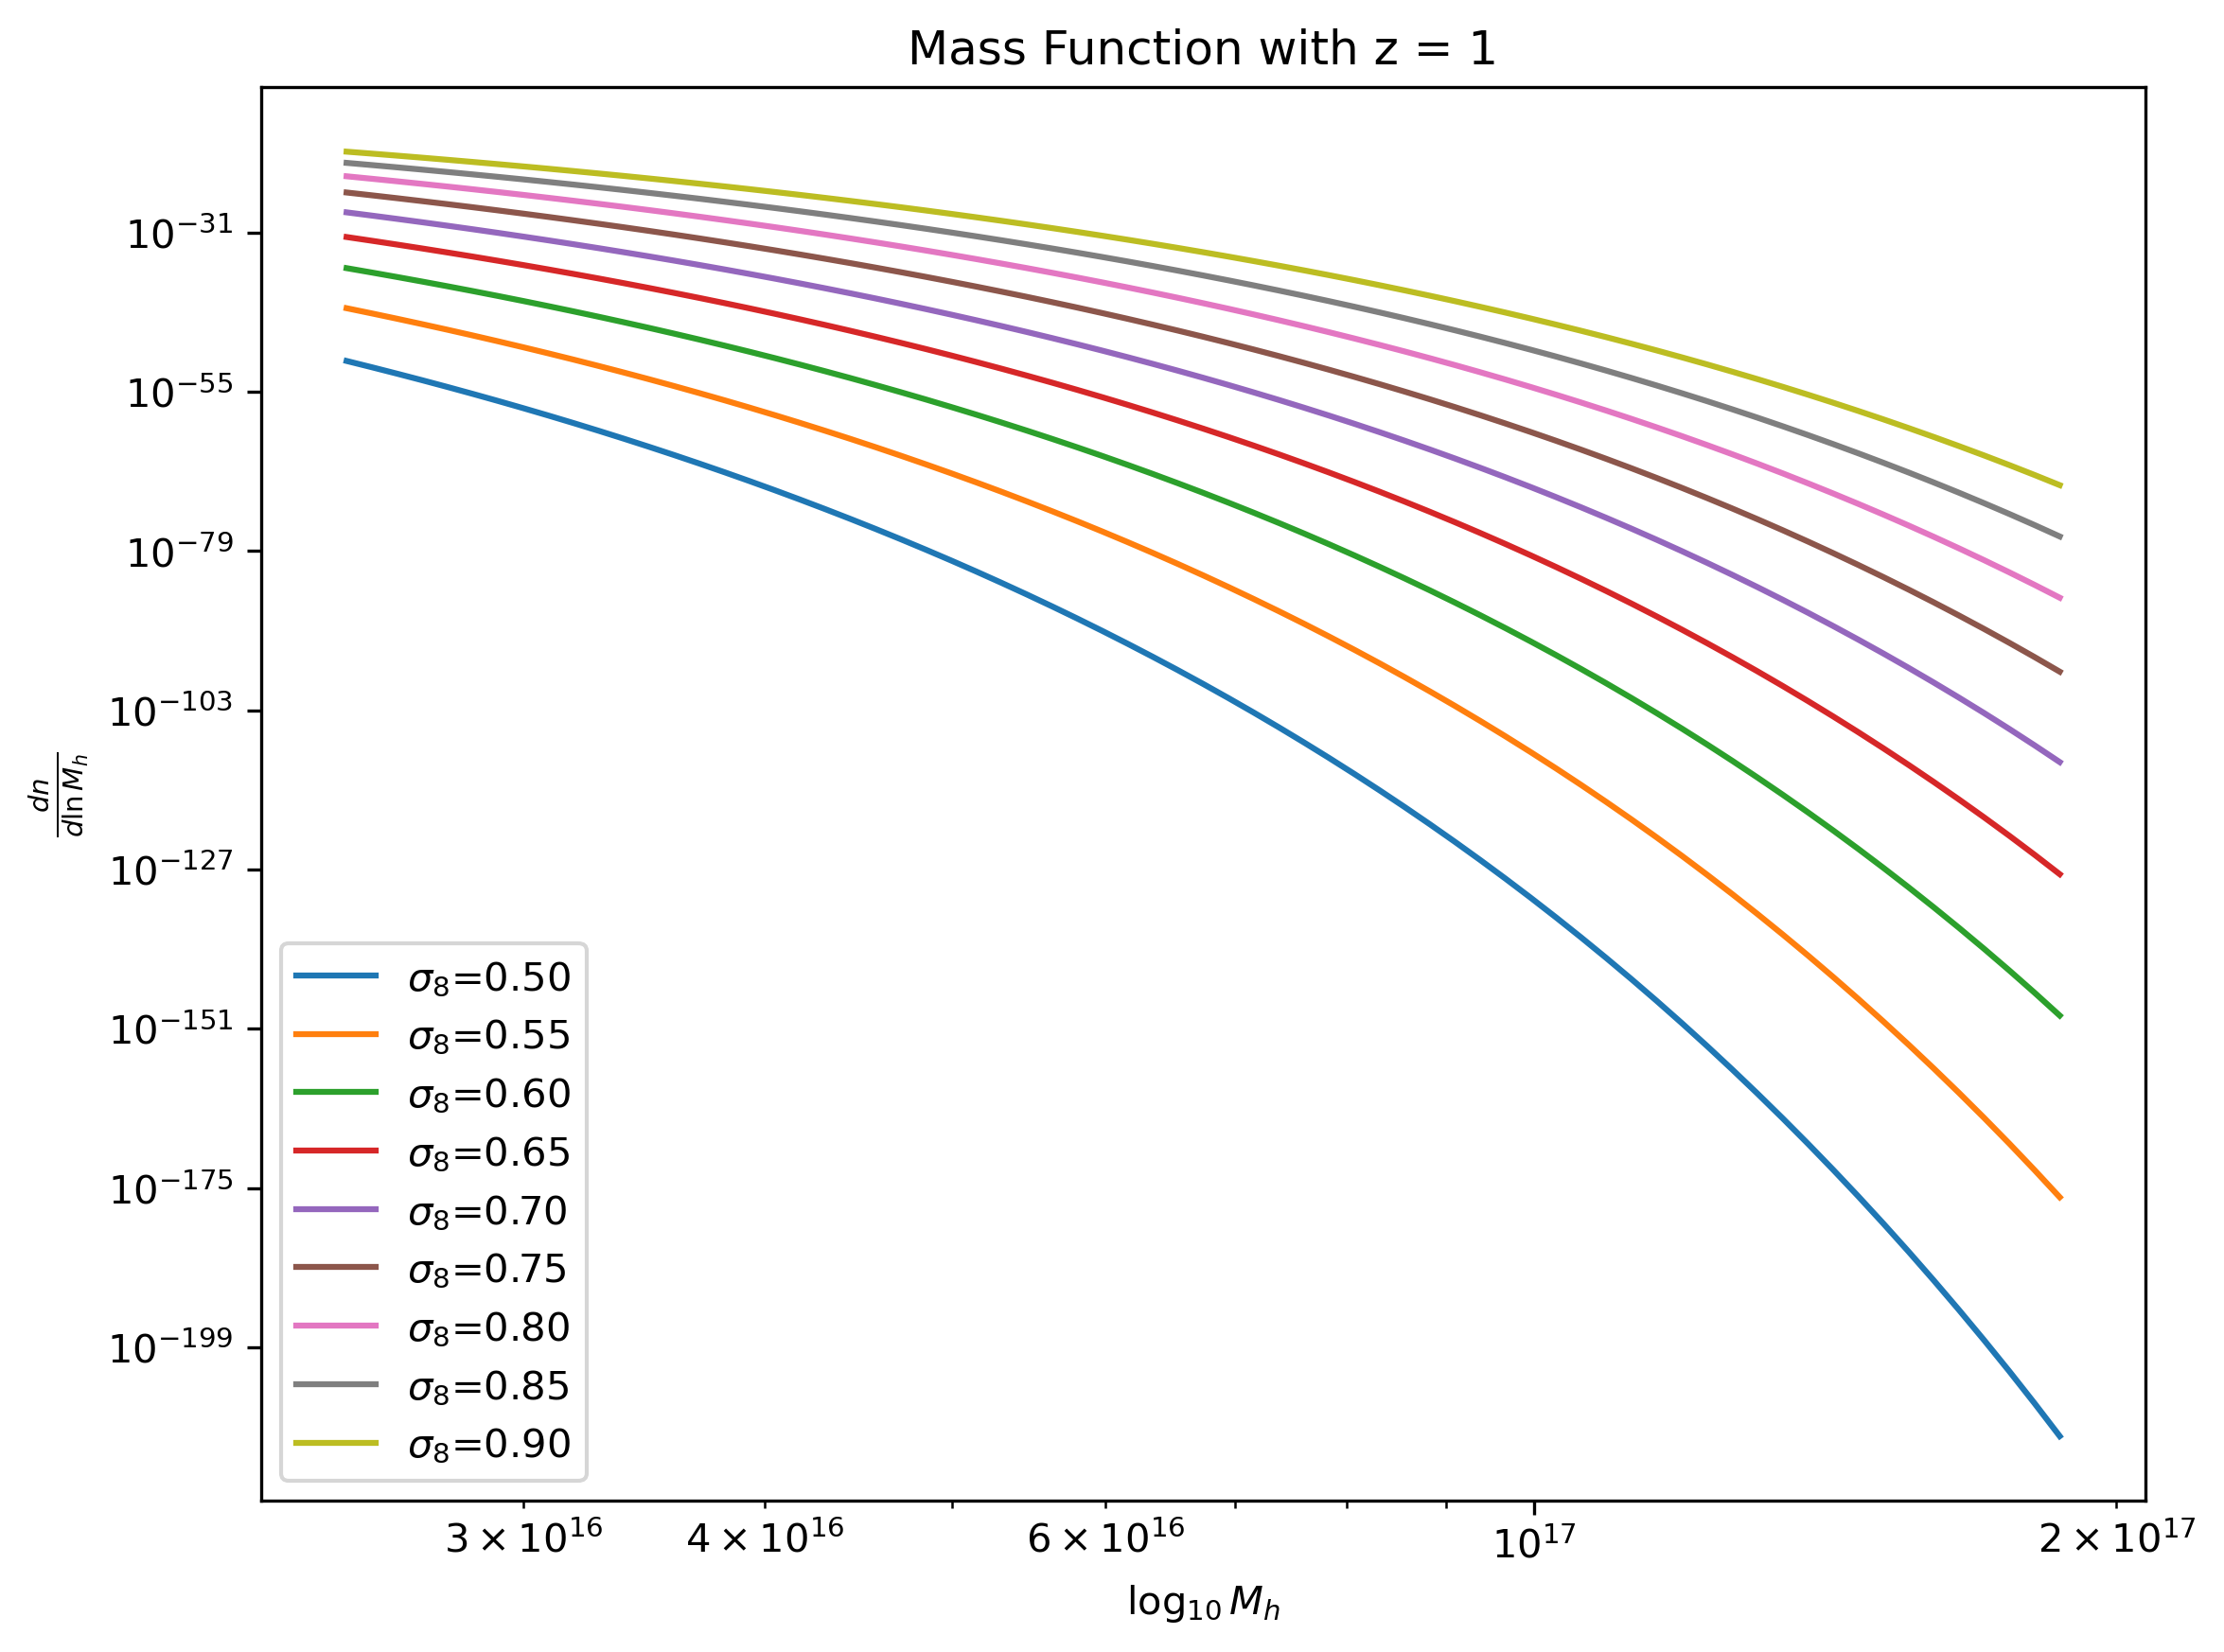 Mass Function with z = 1
dn
d ln M_h
10^−31
10^−55
10^−79
10^−103
10^−127
10^−151
10^−175
10^−199
σ_8=0.50
σ_8=0.55
σ_8=0.60
σ_8=0.65
σ_8=0.70
σ_8=0.75
σ_8=0.80
σ_8=0.85
σ_8=0.90
3 × 10^16 4 × 10^16 6 × 10^16 10^17 2 × 10^17
log_10 M_h